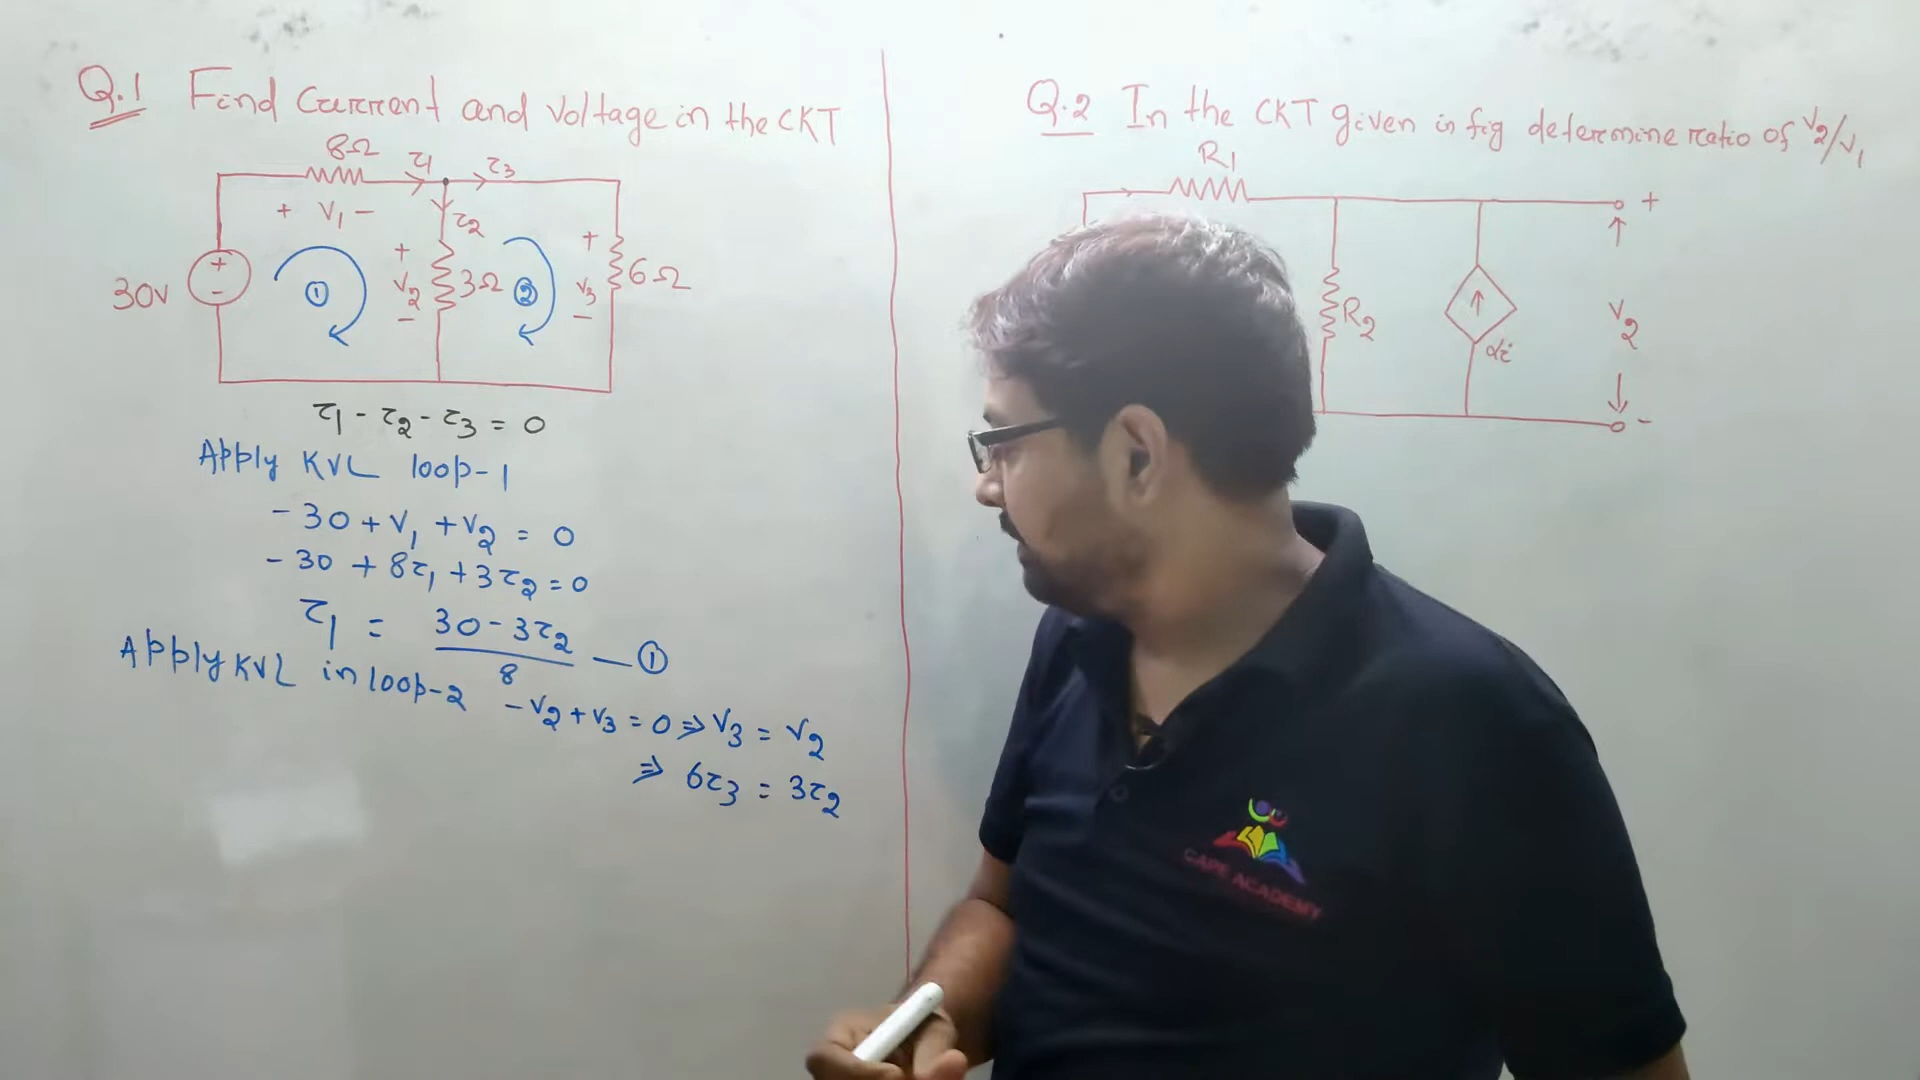 Q.1 Find Current and voltage in the CKT
8Ω
i1
i3
+ V1 -
i2
30V
+
-
1
+
V2
-
3Ω
2
+
V3
-
6Ω
i1 - i2 - i3 = 0
Apply KVL loop-1
-30 + V1 + V2 = 0
-30 + 8i1 + 3i2 = 0
i1 = 30 - 3i2 / 8 — ①
Apply KVL in loop-2
-V2 + V3 = 0 ⇒ V3 = V2
⇒ 6i3 = 3i2
Q.2 In the CKT given in fig determine ratio of V2/V1
R1
+
R2
αi
V2
-
CAPE ACADEMY